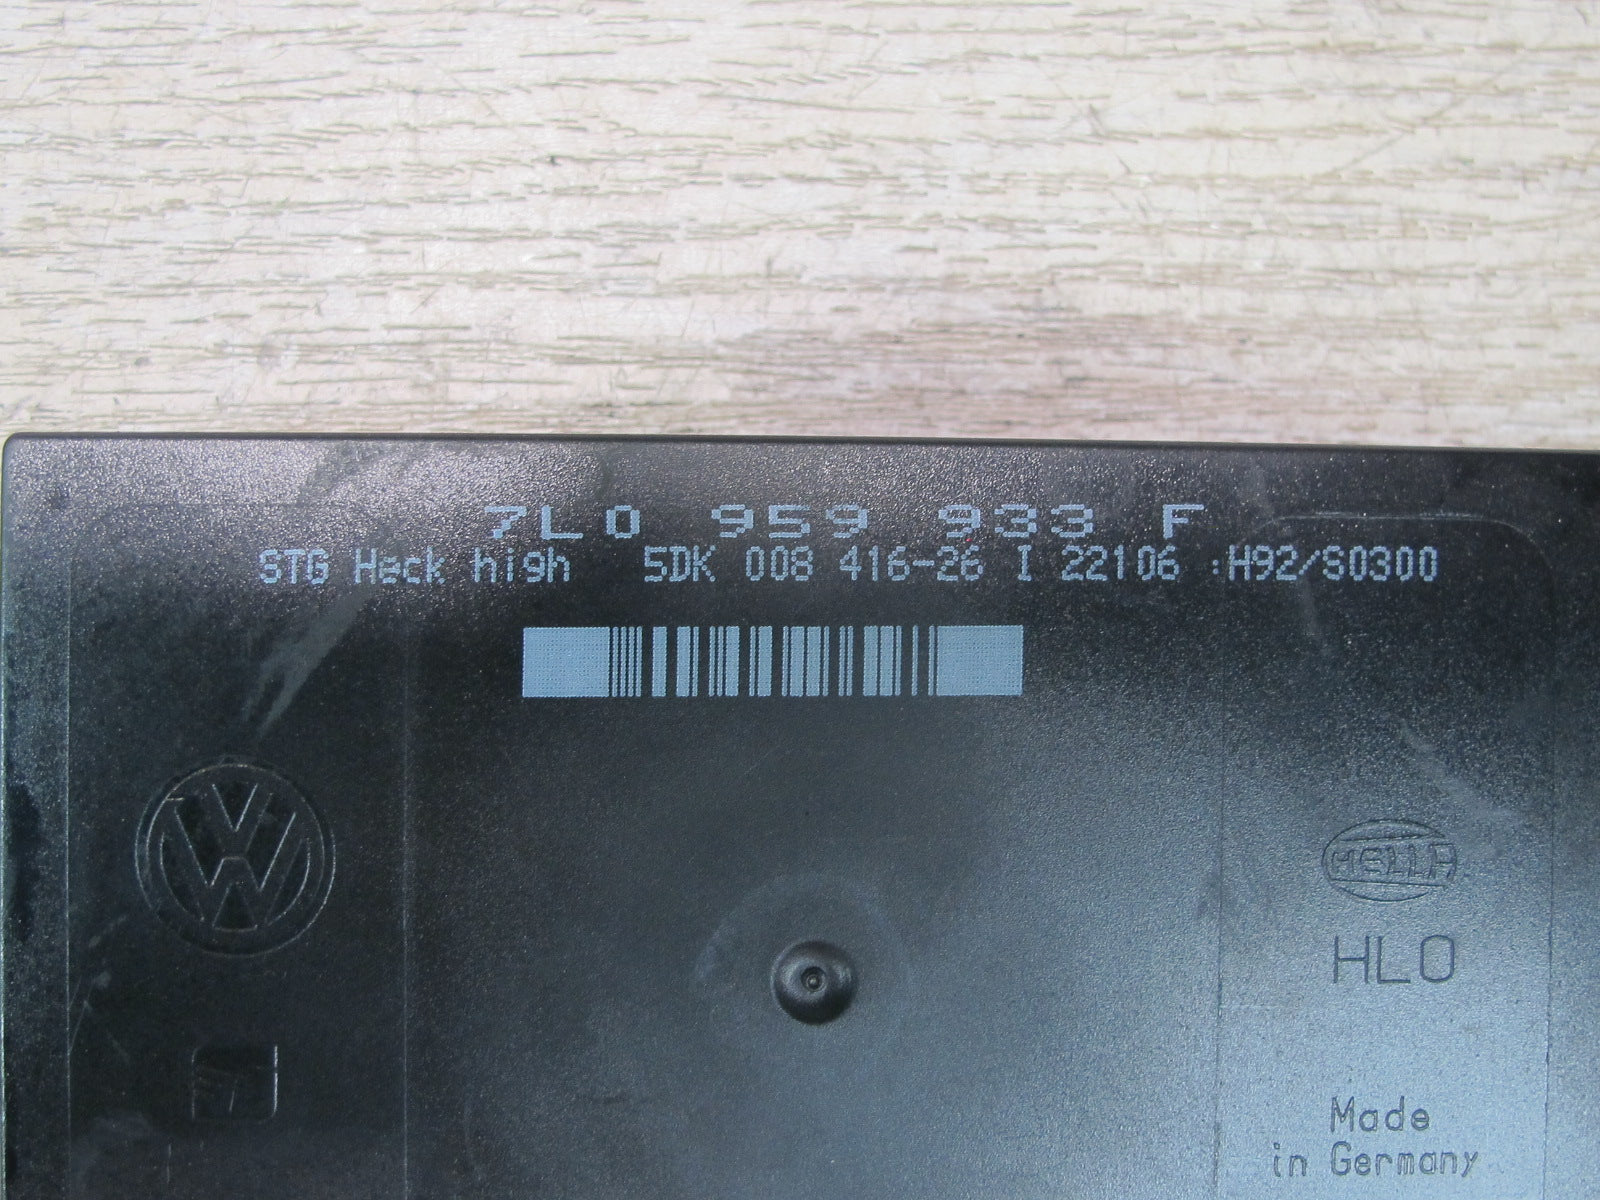 7L0 959 933 F
STG Heck high 5DK 008 416-26 I 22106 :H92/S0300
HELLA
HLO
Made
in Germany